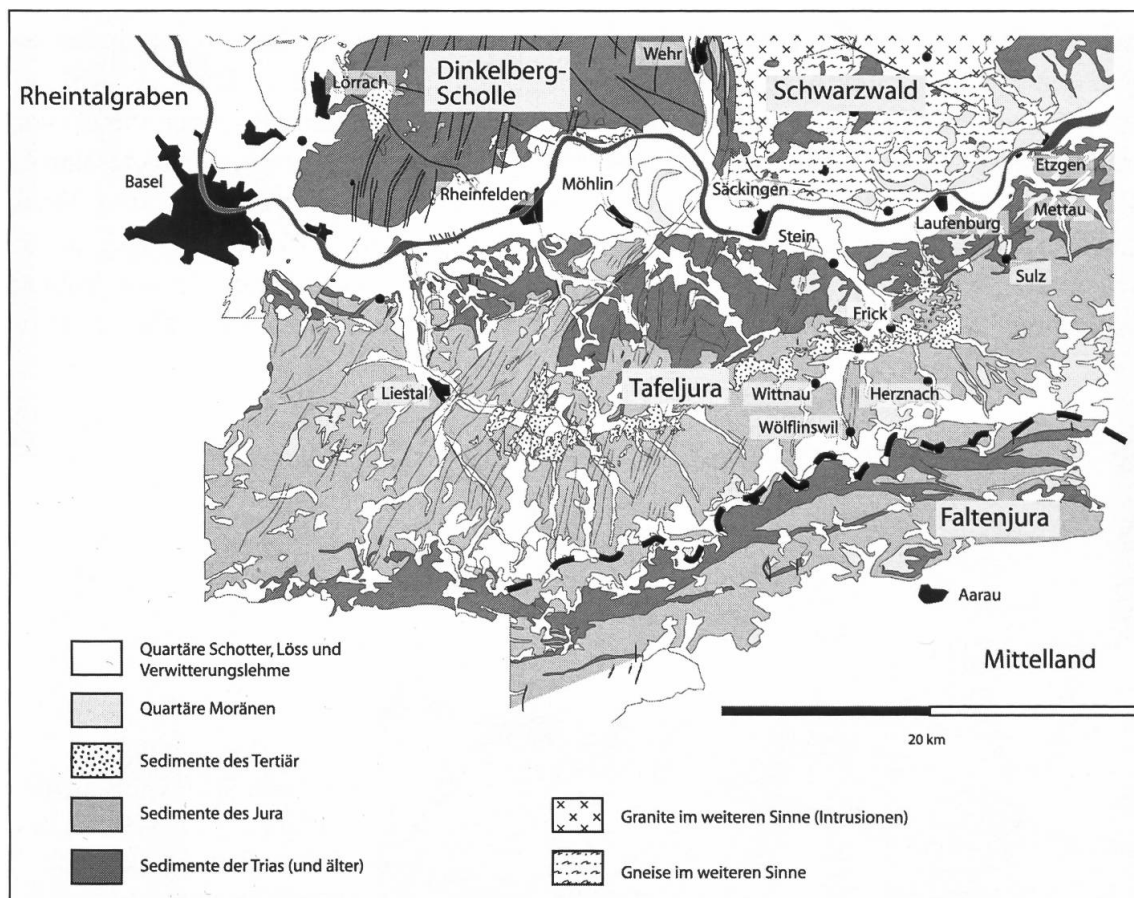 Wehr
Dinkelberg-
Scholle
Lörrach
Schwarzwald
Rheintalgraben
Etzgen
Basel
Rheinfelden
Möhlin
Säckingen
Mettau
Laufenburg
Stein
Sulz
Frick
Liestal
Tafeljura
Wittnau
Herznach
Wölflinswil
Faltenjura
Aarau
Mittelland
20 km
Quartäre Schotter, Löss und
Verwitterungslehme
Quartäre Moränen
Sedimente des Tertiär
Sedimente des Jura
Sedimente der Trias (und älter)
Granite im weiteren Sinne (Intrusionen)
Gneise im weiteren Sinne